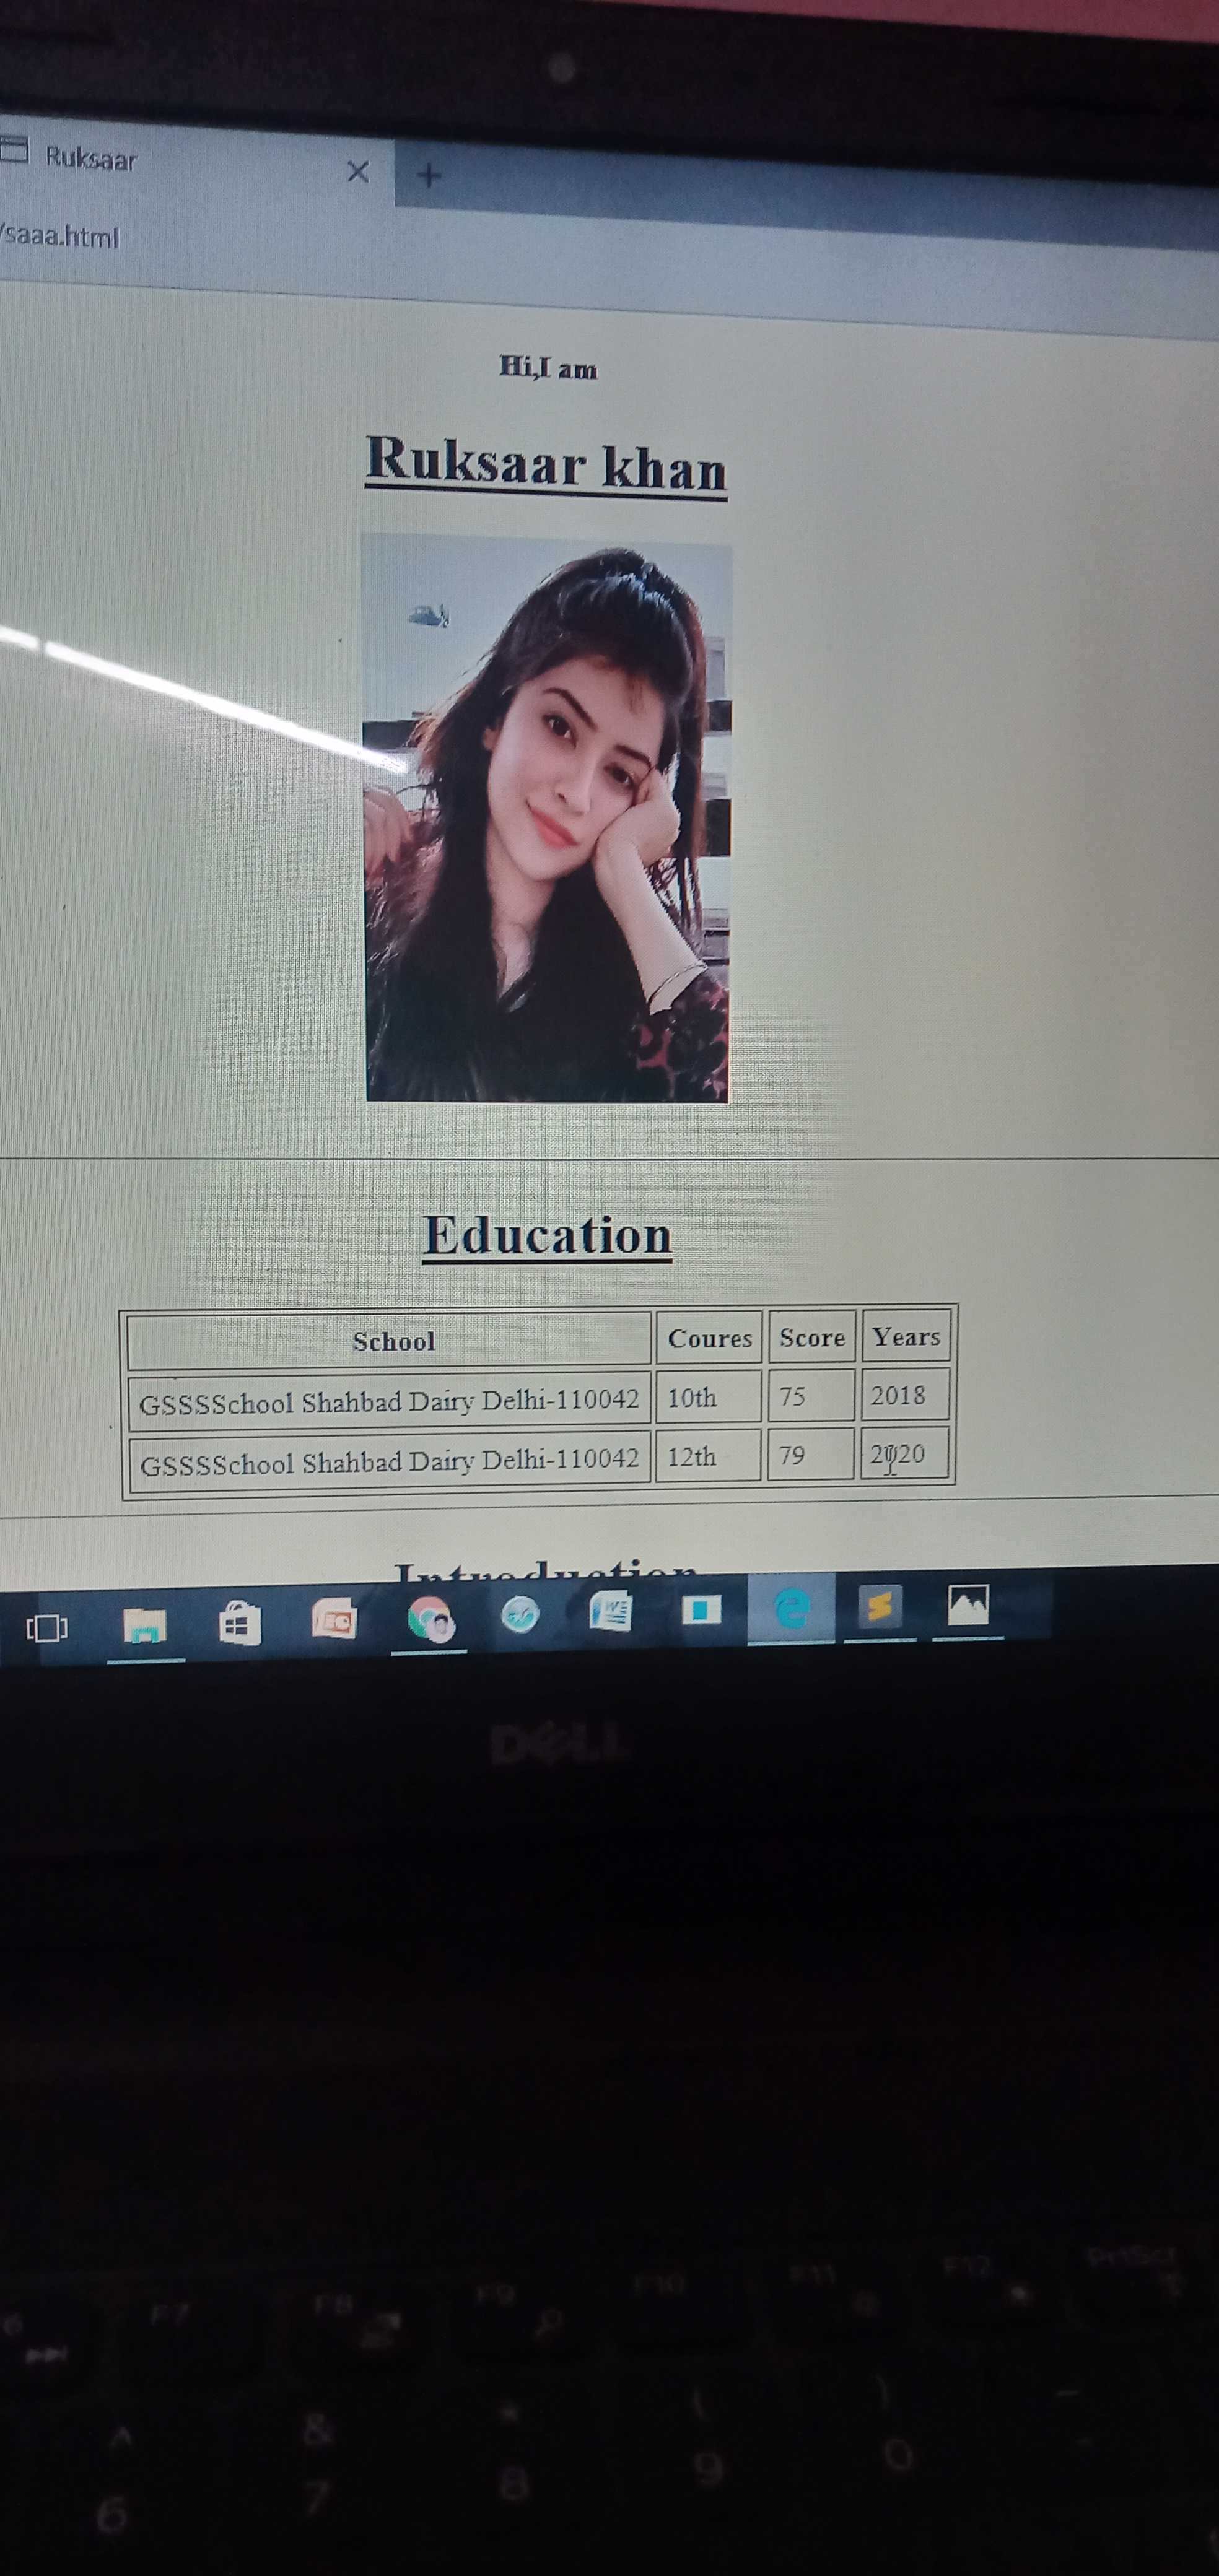 Ruksaar
/saaa.html
Hi,I am
Ruksaar khan
Education
School Coures Score Years
GSSSSchool Shahbad Dairy Delhi-110042 10th 75 2018
GSSSSchool Shahbad Dairy Delhi-110042 12th 79 2020
Introduction
DELL
F7 F8 F9 F10 F11 F12 PrtScr
^ & * ( ) -
6 7 8 9 0